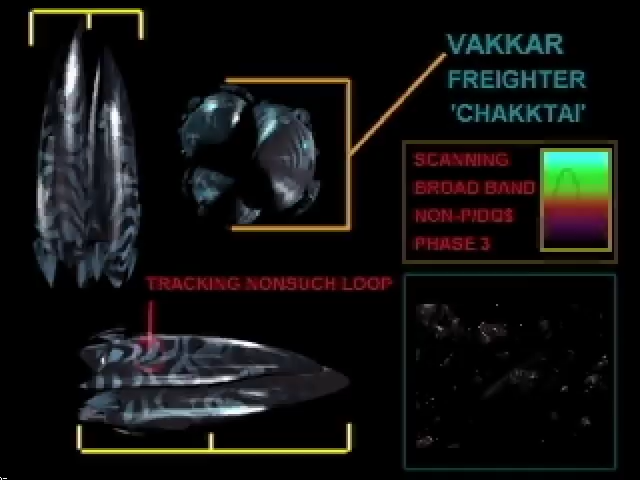 VAKKAR
FREIGHTER
'CHAKKTAI'
SCANNING
BROAD BAND
NON-P/DQ$
PHASE 3
TRACKING NONSUCH LOOP